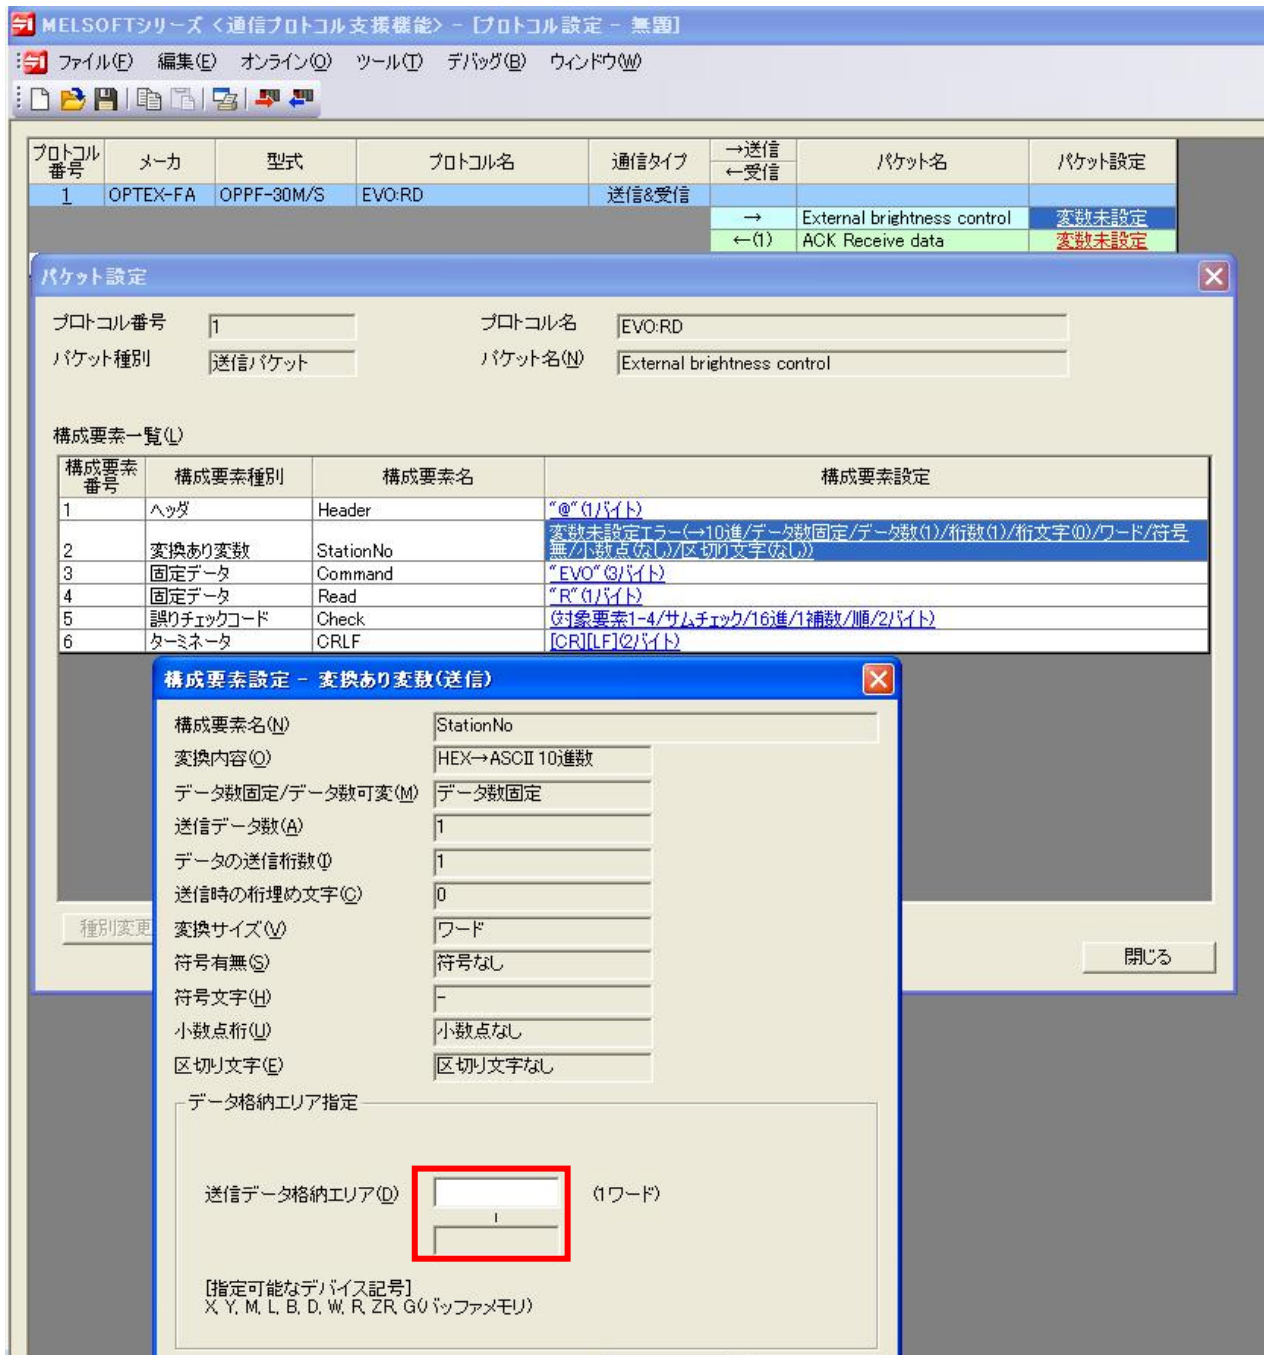 MELSOFTシリーズ <通信プロトコル支援機能> - [プロトコル設定 - 無題]
ファイル(F) 編集(E) オンライン(O) ツール(T) デバッグ(B) ウィンドウ(W)
プロトコル番号 メーカ 型式 プロトコル名 通信タイプ →送信 ←受信 パケット名 パケット設定
1 OPTEX-FA OPPF-30M/S EVO:RD 送信&受信
→ External brightness control 変数未設定
←(1) ACK Receive data 変数未設定
パケット設定
プロトコル番号 1 プロトコル名 EVO:RD
パケット種別 送信パケット パケット名(N) External brightness control
構成要素一覧(L)
構成要素番号 構成要素種別 構成要素名 構成要素設定
1 ヘッダ Header "@"(1バイト)
2 変換あり変数 StationNo 変数未設定エラー(→10進/データ数固定/データ数(1)/桁数(1)/桁文字(0)/ワード/符号無/小数点(なし)/区切り文字(なし))
3 固定データ Command "EVO"(3バイト)
4 固定データ Read "R"(1バイト)
5 誤りチェックコード Check (対象要素1-4/サムチェック/16進/1補数/順/2バイト)
6 ターミネータ CRLF [CR][LF](2バイト)
構成要素設定 - 変換あり変数(送信)
構成要素名(N) StationNo
変換内容(O) HEX→ASCII 10進数
データ数固定/データ数可変(M) データ数固定
送信データ数(A) 1
データの送信桁数(I) 1
送信時の桁埋め文字(C) 0
変換サイズ(V) ワード
符号有無(S) 符号なし
符号文字(H) -
小数点桁(U) 小数点なし
区切り文字(E) 区切り文字なし
データ格納エリア指定
送信データ格納エリア(D) (1ワード)
[指定可能なデバイス記号]
X, Y, M, L, B, D, W, R, ZR, G(バッファメモリ)
種別変更
閉じる